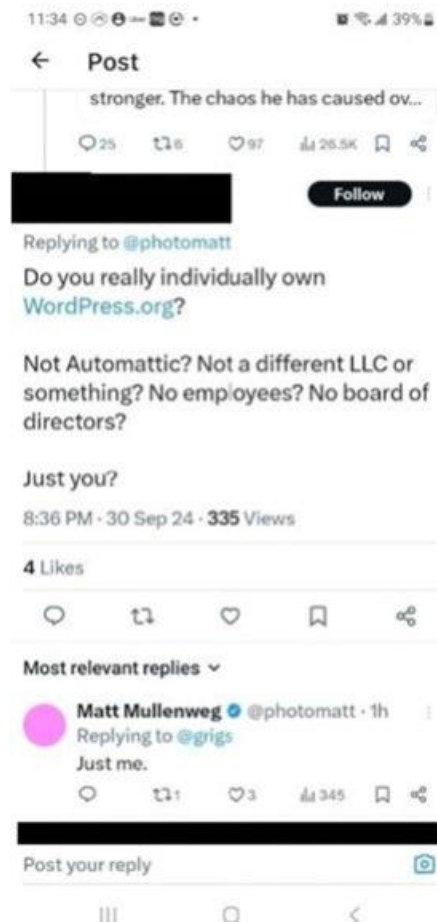 11:34
39%
Post
stronger. The chaos he has caused ov...
25 6 97 26.5K
Follow
Replying to @photomatt
Do you really individually own
WordPress.org?
Not Automattic? Not a different LLC or
something? No employees? No board of
directors?
Just you?
8:36 PM · 30 Sep 24 · 335 Views
4 Likes
Most relevant replies
Matt Mullenweg @photomatt · 1h
Replying to @grigs
Just me.
1 3 345
Post your reply